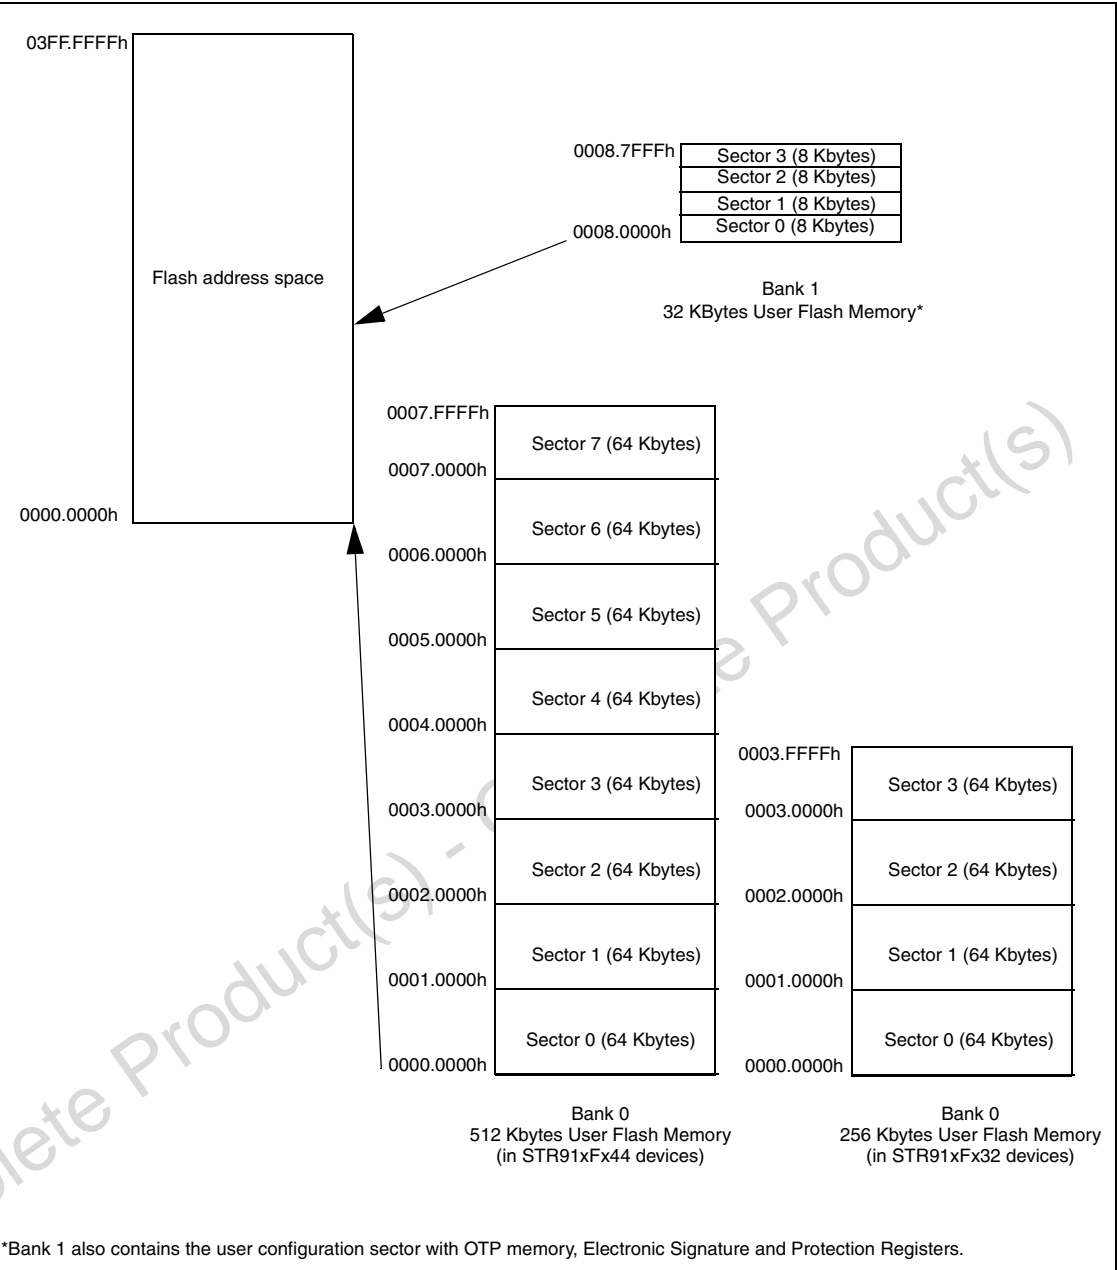 03FF.FFFFh
Flash address space
0000.0000h
0008.7FFFh
Sector 3 (8 Kbytes)
Sector 2 (8 Kbytes)
Sector 1 (8 Kbytes)
0008.0000h
Sector 0 (8 Kbytes)
Bank 1
32 KBytes User Flash Memory*
0007.FFFFh
Sector 7 (64 Kbytes)
0007.0000h
Sector 6 (64 Kbytes)
0006.0000h
Sector 5 (64 Kbytes)
0005.0000h
Sector 4 (64 Kbytes)
0004.0000h
Sector 3 (64 Kbytes)
0003.0000h
Sector 2 (64 Kbytes)
0002.0000h
Sector 1 (64 Kbytes)
0001.0000h
Sector 0 (64 Kbytes)
0000.0000h
Bank 0
512 Kbytes User Flash Memory
(in STR91xFx44 devices)
0003.FFFFh
Sector 3 (64 Kbytes)
0003.0000h
Sector 2 (64 Kbytes)
0002.0000h
Sector 1 (64 Kbytes)
0001.0000h
Sector 0 (64 Kbytes)
0000.0000h
Bank 0
256 Kbytes User Flash Memory
(in STR91xFx32 devices)
*Bank 1 also contains the user configuration sector with OTP memory, Electronic Signature and Protection Registers.
Product(s) -
Product(s)